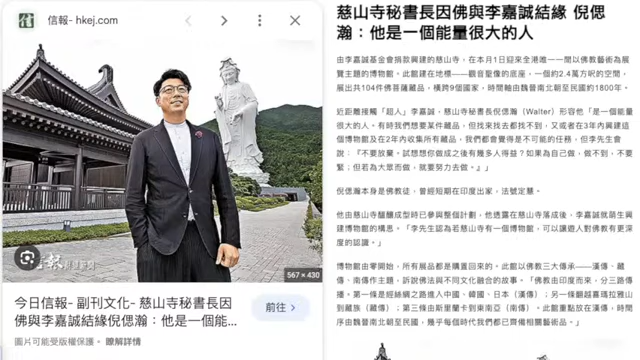 信報- hkej.com
信報 財經新聞
567 × 430
今日信報- 副刊文化- 慈山寺秘書長因
佛與李嘉誠結緣倪偲瀚：他是一個能...
前往
圖片可能受版權保護。 瞭解詳情
慈山寺秘書長因佛與李嘉誠結緣 倪偲
瀚：他是一個能量很大的人
由李嘉誠基金會捐款興建的慈山寺，在本月1日迎來全港唯一一間以佛教藝術為展
覽主題的博物館。此館建在地標——觀音聖像的底座，一個約2.4萬方呎的空間，
展出共104件佛菩薩藏品，橫跨9個國家，時間軸由魏晉南北朝至民國約1800年。
近距離接觸「超人」李嘉誠，慈山寺秘書長倪偲瀚（Walter）形容他「是一個能量
很大的人。有時我們想要某件藏品，但找來找去都找不到，又或者在3年內興建這
個博物館及在2年內收集所有藏品，我們都會覺得是不可能的任務，但李先生會
說：『不要放棄。試想想你做成之後有幾多人得益？如果為自己做，做不到，不要
緊；但若為大眾而做，就要努力去做。』」
倪偲瀚本身是佛教徒，曾經短期在印度出家，法號定慧。
他由慈山寺醞釀成型時已參與整個計劃，他透露在慈山寺落成後，李嘉誠就萌生興
建博物館的構思。「李先生認為若慈山寺有一個博物館，可以讓遊人對佛教有更深
度的認識。」
博物館由零開始，所有展品都是購置回來的。此館以佛教三大傳承——漢傳、藏
傳、南傳作主題，訴說佛法與不同文化融合的故事。「佛教由印度而來，分三路傳
播。第一條是經絲綢之路進入中國、韓國、日本（漢傳）；另一條翻越喜瑪拉雅山
到藏族（藏傳）；第三條由斯里蘭卡到東南亞（南傳）。此館重點放在漢傳，時間
序由魏晉南北朝至民國，幾乎每個時代我們都已齊備相關藝術品。」